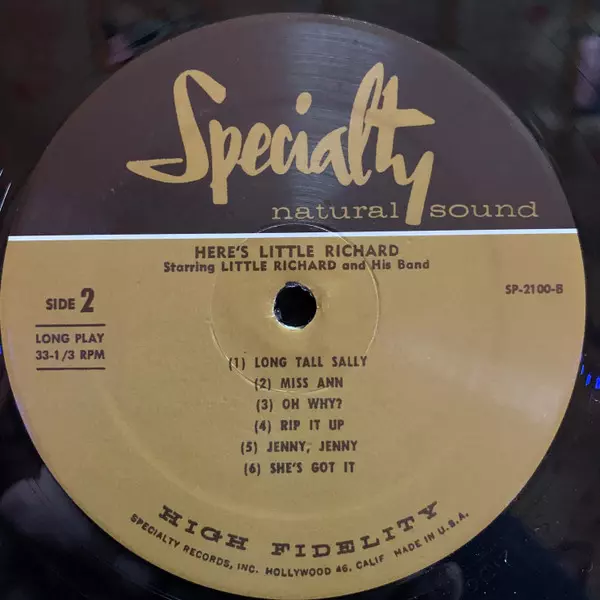 Specialty
natural sound
HERE'S LITTLE RICHARD
Starring LITTLE RICHARD and His Band
SP-2100-B
SIDE 2
LONG PLAY
33-1/3 RPM
(1) LONG TALL SALLY
(2) MISS ANN
(3) OH WHY?
(4) RIP IT UP
(5) JENNY, JENNY
(6) SHE'S GOT IT
HIGH FIDELITY
SPECIALTY RECORDS, INC. HOLLYWOOD 46, CALIF MADE IN U.S.A.